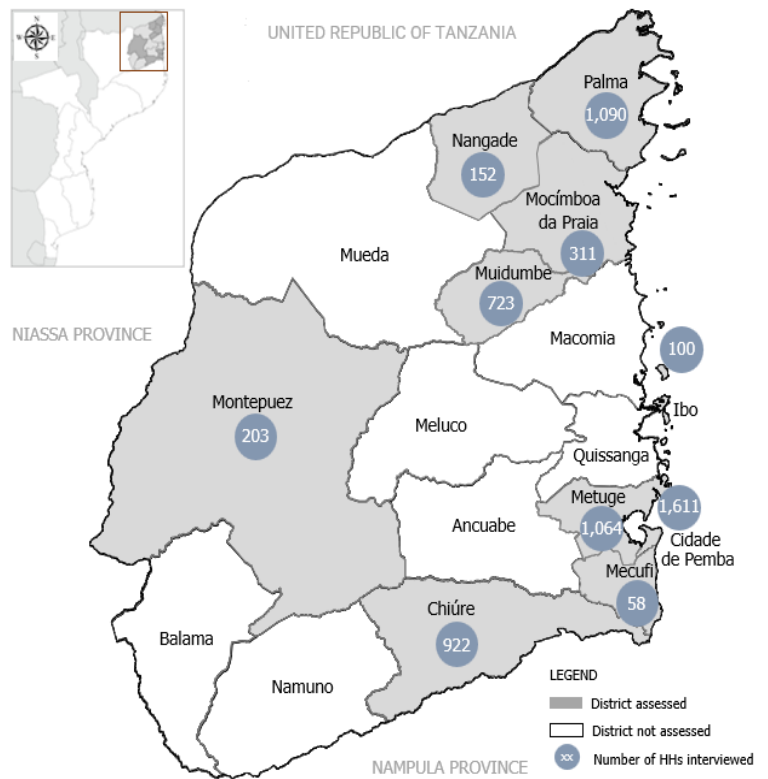 N
W
E
S
UNITED REPUBLIC OF TANZANIA
Palma
1,090
Nangade
152
Mocímboa
da Praia
311
Mueda
Muidumbe
723
NIASSA PROVINCE
Macomia
100
Montepuez
203
Ibo
Meluco
Quissanga
Metuge
1,064
1,611
Cidade
de Pemba
Ancuabe
Mecufi
58
Chiúre
922
Balama
Namuno
LEGEND
District assessed
District not assessed
xx Number of HHs interviewed
NAMPULA PROVINCE